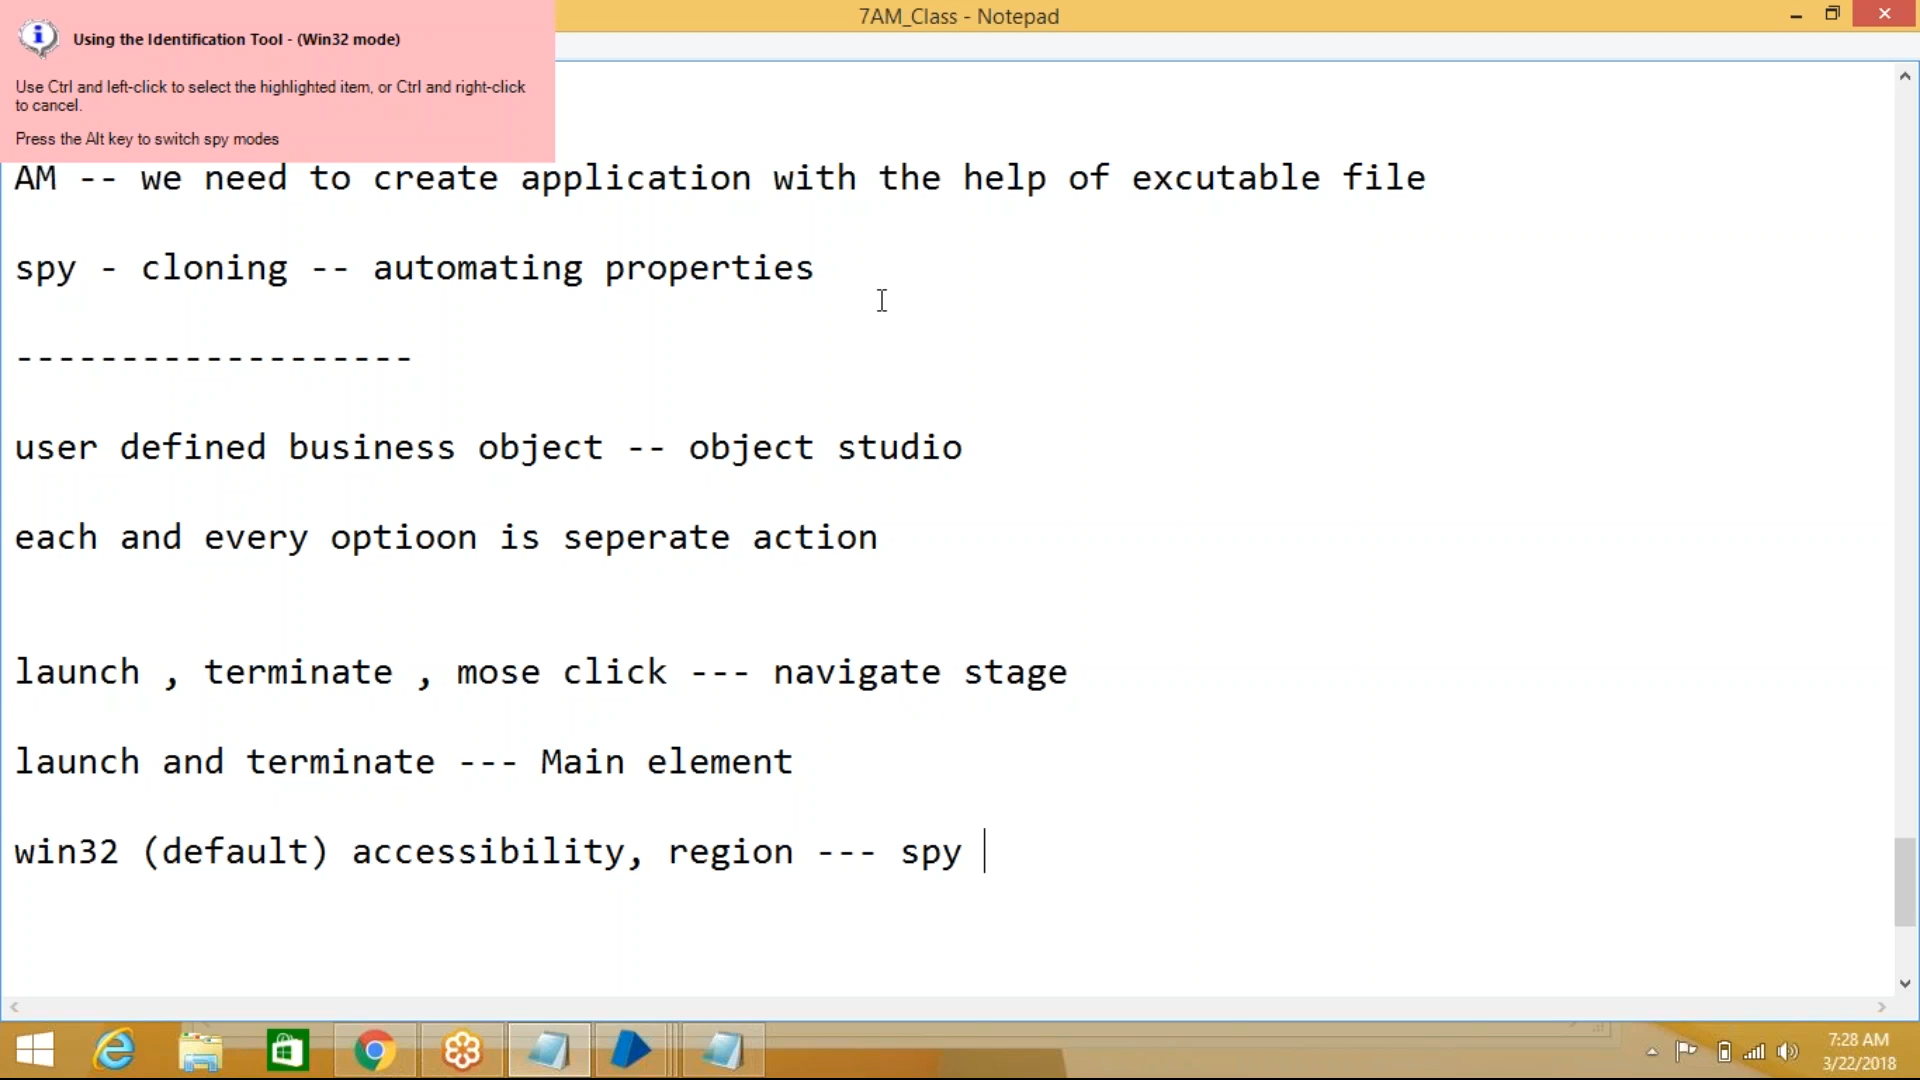 7AM_Class - Notepad
Using the Identification Tool - (Win32 mode)
Use Ctrl and left-click to select the highlighted item, or Ctrl and right-click
to cancel.
Press the Alt key to switch spy modes
AM -- we need to create application with the help of excutable file
spy - cloning -- automating properties
-------------------
user defined business object -- object studio
each and every optioon is seperate action
launch , terminate , mose click --- navigate stage
launch and terminate --- Main element
win32 (default) accessibility, region --- spy
7:28 AM
3/22/2018